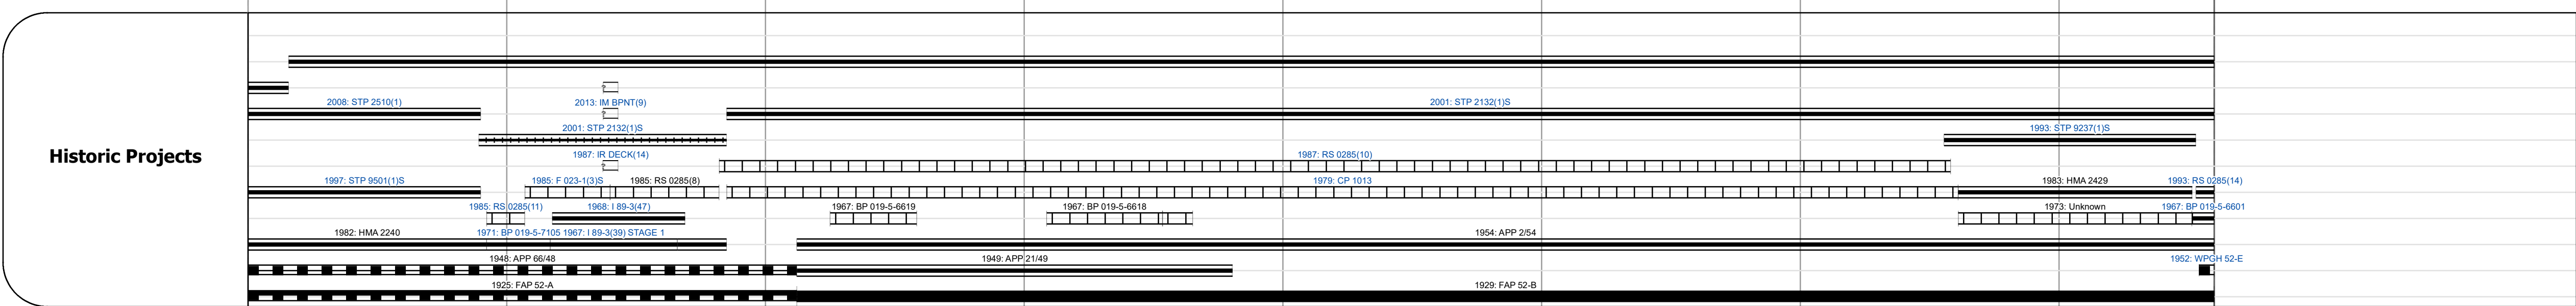 Historic Projects
2008: STP 2510(1)
2013: IM BPNT(9)
2001: STP 2132(1)S
2001: STP 2132(1)S
1993: STP 9237(1)S
1987: IR DECK(14)
1987: RS 0285(10)
1997: STP 9501(1)S
1985: F 023-1(3)S
1985: RS 0285(8)
1979: CP 1013
1983: HMA 2429
1993: RS 0285(14)
1985: RS 0285(11)
1968: I 89-3(47)
1967: BP 019-5-6619
1967: BP 019-5-6618
1973: Unknown
1967: BP 019-5-6601
1982: HMA 2240
1971: BP 019-5-7105
1967: I 89-3(39) STAGE 1
1954: APP 2/54
1948: APP 66/48
1949: APP 21/49
1952: WPGH 52-E
1925: FAP 52-A
1929: FAP 52-B